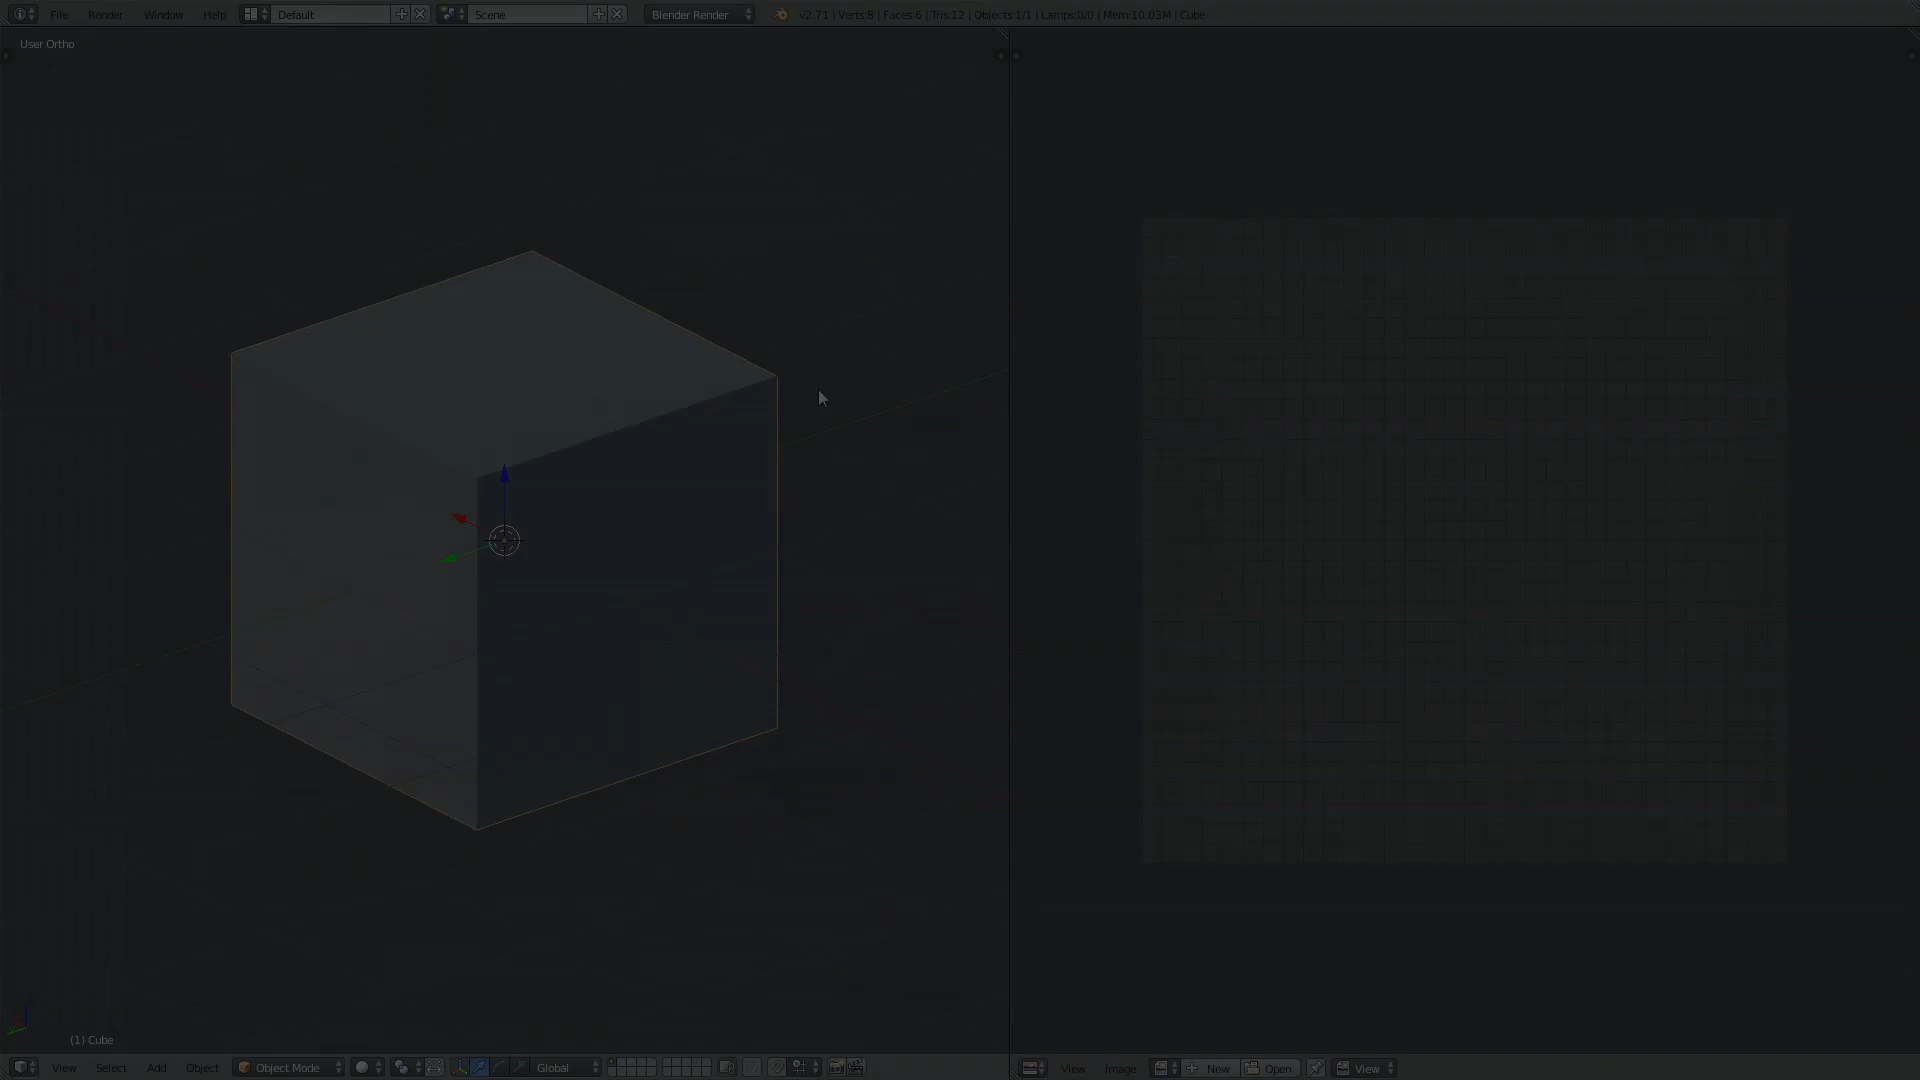 File Render Window Help Default Scene Blender Render v2.71 | Verts:8 | Faces:6 | Tris:12 | Objects:1/1 | Lamps:0/0 | Mem:10.03M | Cube
User Ortho
(1) Cube
View Select Add Object Object Mode Global View Image New Open View